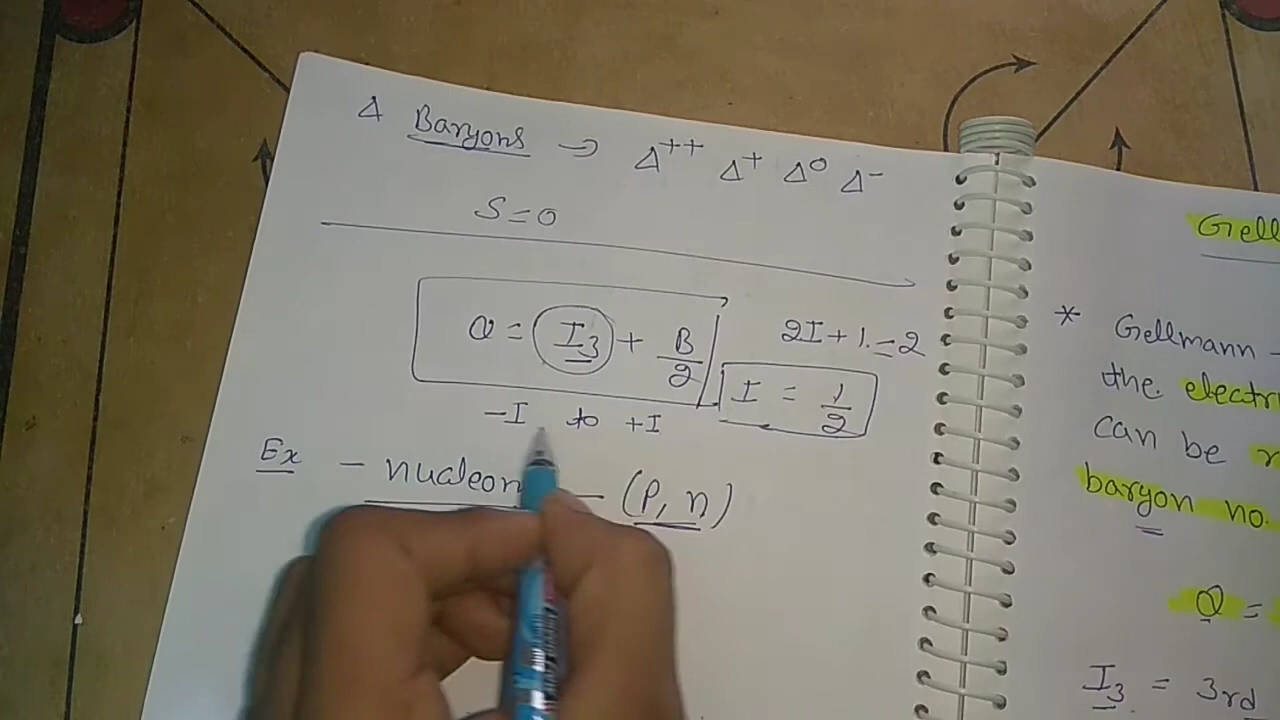 Δ Baryons → Δ⁺⁺ Δ⁺ Δ⁰ Δ⁻
S=0
Q = I₃ + B/2
2I+1 = 2
I = 1/2
-I to +I
Ex - nucleon - (P, n)
Gell
* Gellmann -
the electri
can be
baryon no.
Q =
I₃ = 3rd